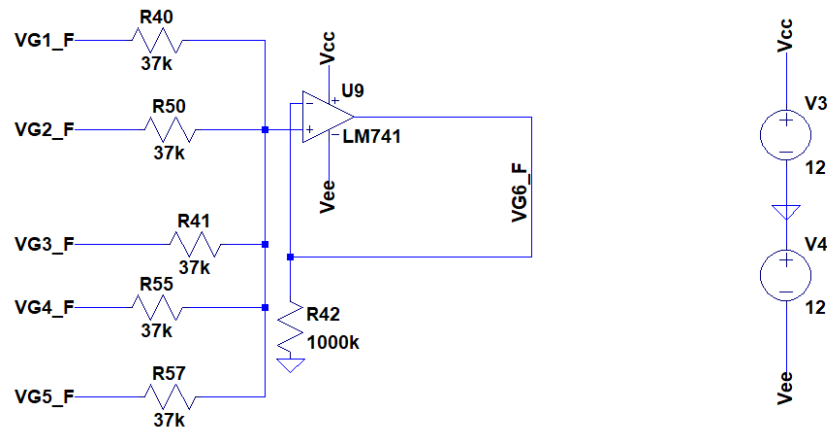 R40
VG1_F
37k
R50
VG2_F
37k
R41
VG3_F
37k
R55
VG4_F
37k
R57
VG5_F
37k
Vcc
U9
LM741
Vee
VG6_F
R42
1000k
Vcc
V3
12
V4
12
Vee